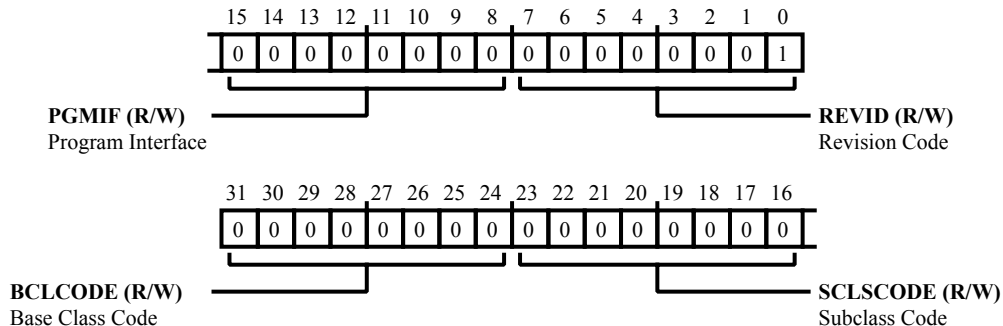 15 14 13 12 11 10 9 8 7 6 5 4 3 2 1 0
0 0 0 0 0 0 0 0 0 0 0 0 0 0 0 1
PGMIF (R/W) REVID (R/W)
Program Interface Revision Code
31 30 29 28 27 26 25 24 23 22 21 20 19 18 17 16
0 0 0 0 0 0 0 0 0 0 0 0 0 0 0 0
BCLCODE (R/W) SCLSCODE (R/W)
Base Class Code Subclass Code